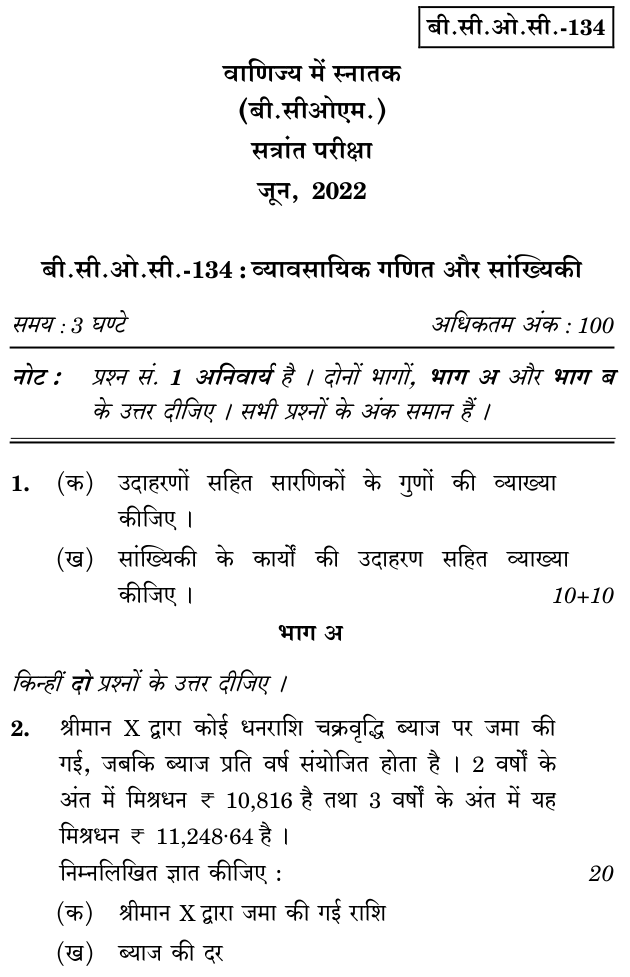 बी.सी.ओ.सी.-134
वाणिज्य में स्नातक
(बी.सीओएम.)
सत्रांत परीक्षा
जून, 2022
बी.सी.ओ.सी.-134 : व्यावसायिक गणित और सांख्यिकी
समय : 3 घण्टे अधिकतम अंक : 100
नोट : प्रश्न सं. 1 अनिवार्य है । दोनों भागों, भाग अ और भाग ब
के उत्तर दीजिए । सभी प्रश्नों के अंक समान हैं ।
1. (क) उदाहरणों सहित सारणिकों के गुणों की व्याख्या
कीजिए ।
(ख) सांख्यिकी के कार्यों की उदाहरण सहित व्याख्या
कीजिए । 10+10
भाग अ
किन्हीं दो प्रश्नों के उत्तर दीजिए ।
2. श्रीमान X द्वारा कोई धनराशि चक्रवृद्धि ब्याज पर जमा की
गई, जबकि ब्याज प्रति वर्ष संयोजित होता है । 2 वर्षों के
अंत में मिश्रधन ₹ 10,816 है तथा 3 वर्षों के अंत में यह
मिश्रधन ₹ 11,248·64 है ।
निम्नलिखित ज्ञात कीजिए : 20
(क) श्रीमान X द्वारा जमा की गई राशि
(ख) ब्याज की दर